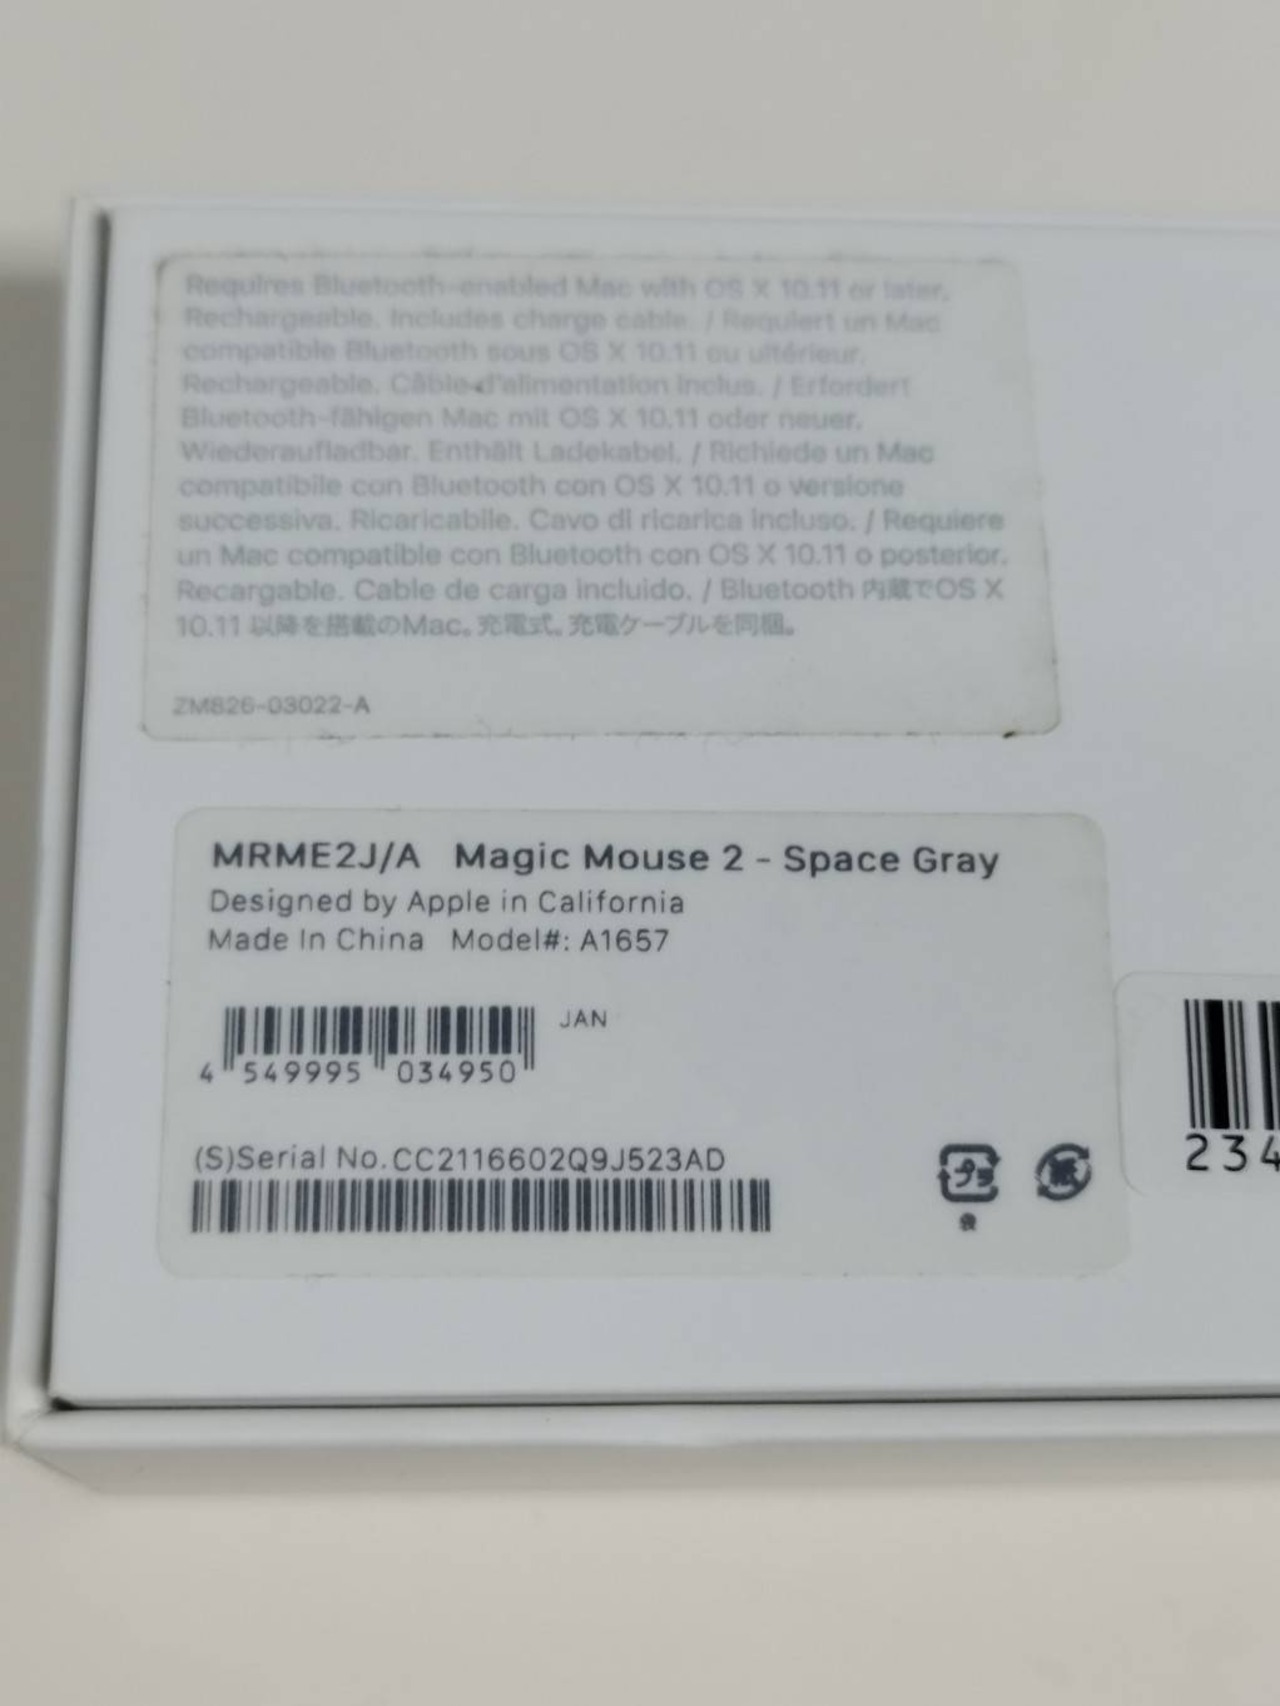 Requires Bluetooth-enabled Mac with OS X 10.11 or later.
Rechargeable. Includes charge cable. / Requiert un Mac
compatible Bluetooth sous OS X 10.11 ou ultérieur.
Rechargeable. Câble d'alimentation inclus. / Erfordert
Bluetooth-fähigen Mac mit OS X 10.11 oder neuer.
Wiederaufladbar. Enthält Ladekabel. / Richiede un Mac
compatibile con Bluetooth con OS X 10.11 o versione
successiva. Ricaricabile. Cavo di ricarica incluso. / Requiere
un Mac compatible con Bluetooth con OS X 10.11 o posterior.
Recargable. Cable de carga incluido. / Bluetooth 内蔵でOS X
10.11 以降を搭載のMac。充電式。充電ケーブルを同梱。
ZM826-03022-A
MRME2J/A Magic Mouse 2 - Space Gray
Designed by Apple in California
Made In China Model#: A1657
JAN
4 549995 034950
234
(S)Serial No.CC2116602Q9J523AD
プラ 紙
袋